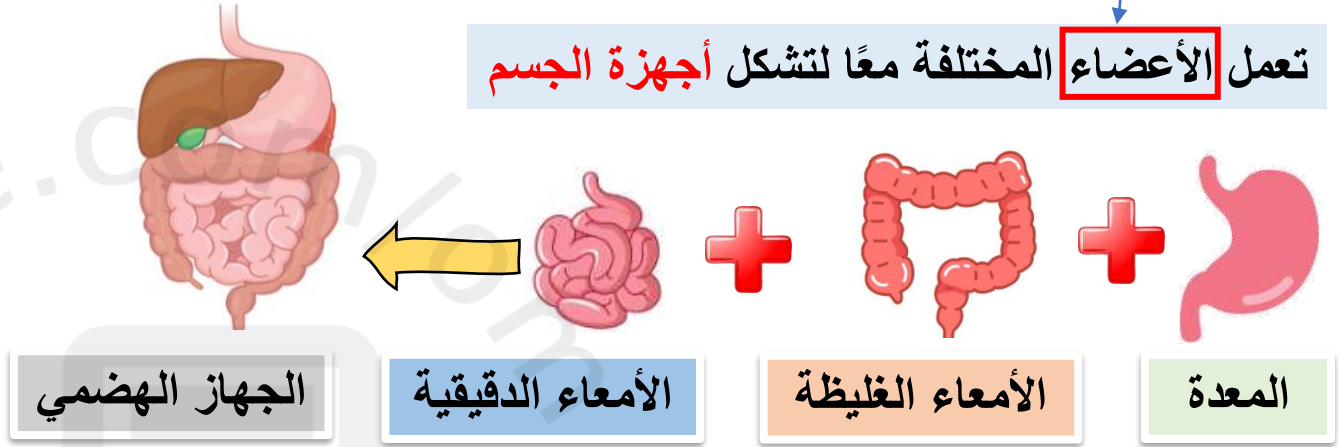 تعمل الأعضاء المختلفة معًا لتشكل أجهزة الجسم
المعدة
الأمعاء الغليظة
الأمعاء الدقيقية
الجهاز الهضمي